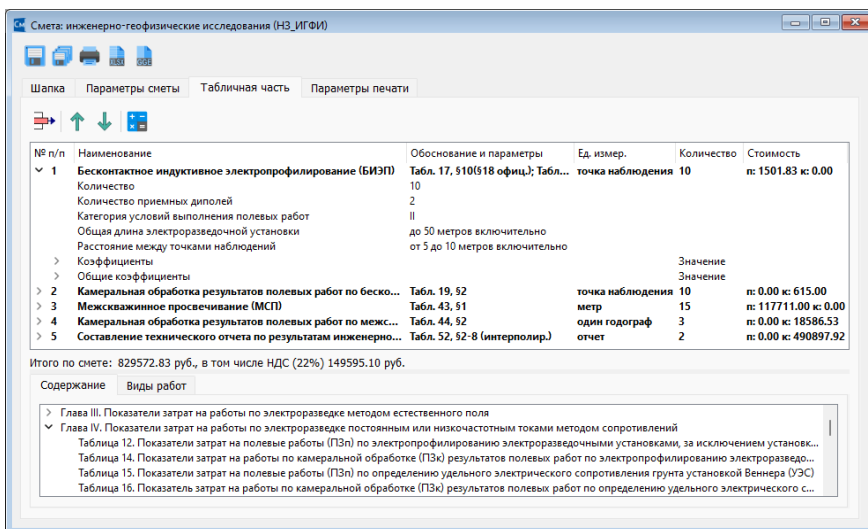 См Смета: инженерно-геофизические исследования (НЗ_ИГФИ)
Шапка Параметры сметы Табличная часть Параметры печати
№ п/п Наименование Обоснование и параметры Ед. измер. Количество Стоимость
1 Бесконтактное индуктивное электропрофилирование (БИЭП) Табл. 17, §10(§18 офиц.); Табл... точка наблюдения 10 п: 1501.83 к: 0.00
Количество 10
Количество приемных диполей 2
Категория условий выполнения полевых работ II
Общая длина электроразведочной установки до 50 метров включительно
Расстояние между точками наблюдений от 5 до 10 метров включительно
Коэффициенты Значение
Общие коэффициенты Значение
2 Камеральная обработка результатов полевых работ по беско... Табл. 19, §2 точка наблюдения 10 п: 0.00 к: 615.00
3 Межскважинное просвечивание (МСП) Табл. 43, §1 метр 15 п: 117711.00 к: 0.00
4 Камеральная обработка результатов полевых работ по межс... Табл. 44, §2 один годограф 3 п: 0.00 к: 18586.53
5 Составление технического отчета по результатам инженерно... Табл. 52, §2-8 (интерполир.) отчет 2 п: 0.00 к: 490897.92
Итого по смете: 829572.83 руб., в том числе НДС (22%) 149595.10 руб.
Содержание Виды работ
Глава III. Показатели затрат на работы по электроразведке методом естественного поля
Глава IV. Показатели затрат на работы по электроразведке постоянным или низкочастотным токами методом сопротивлений
Таблица 12. Показатели затрат на полевые работы (ПЗп) по электропрофилированию электроразведочными установками, за исключением установк...
Таблица 14. Показатели затрат на работы по камеральной обработке (ПЗк) результатов полевых работ по электропрофилированию электроразведо...
Таблица 15. Показатели затрат на полевые работы (ПЗп) по определению удельного электрического сопротивления грунта установкой Веннера (УЭС)
Таблица 16. Показатель затрат на работы по камеральной обработке (ПЗк) результатов полевых работ по определению удельного электрического с...